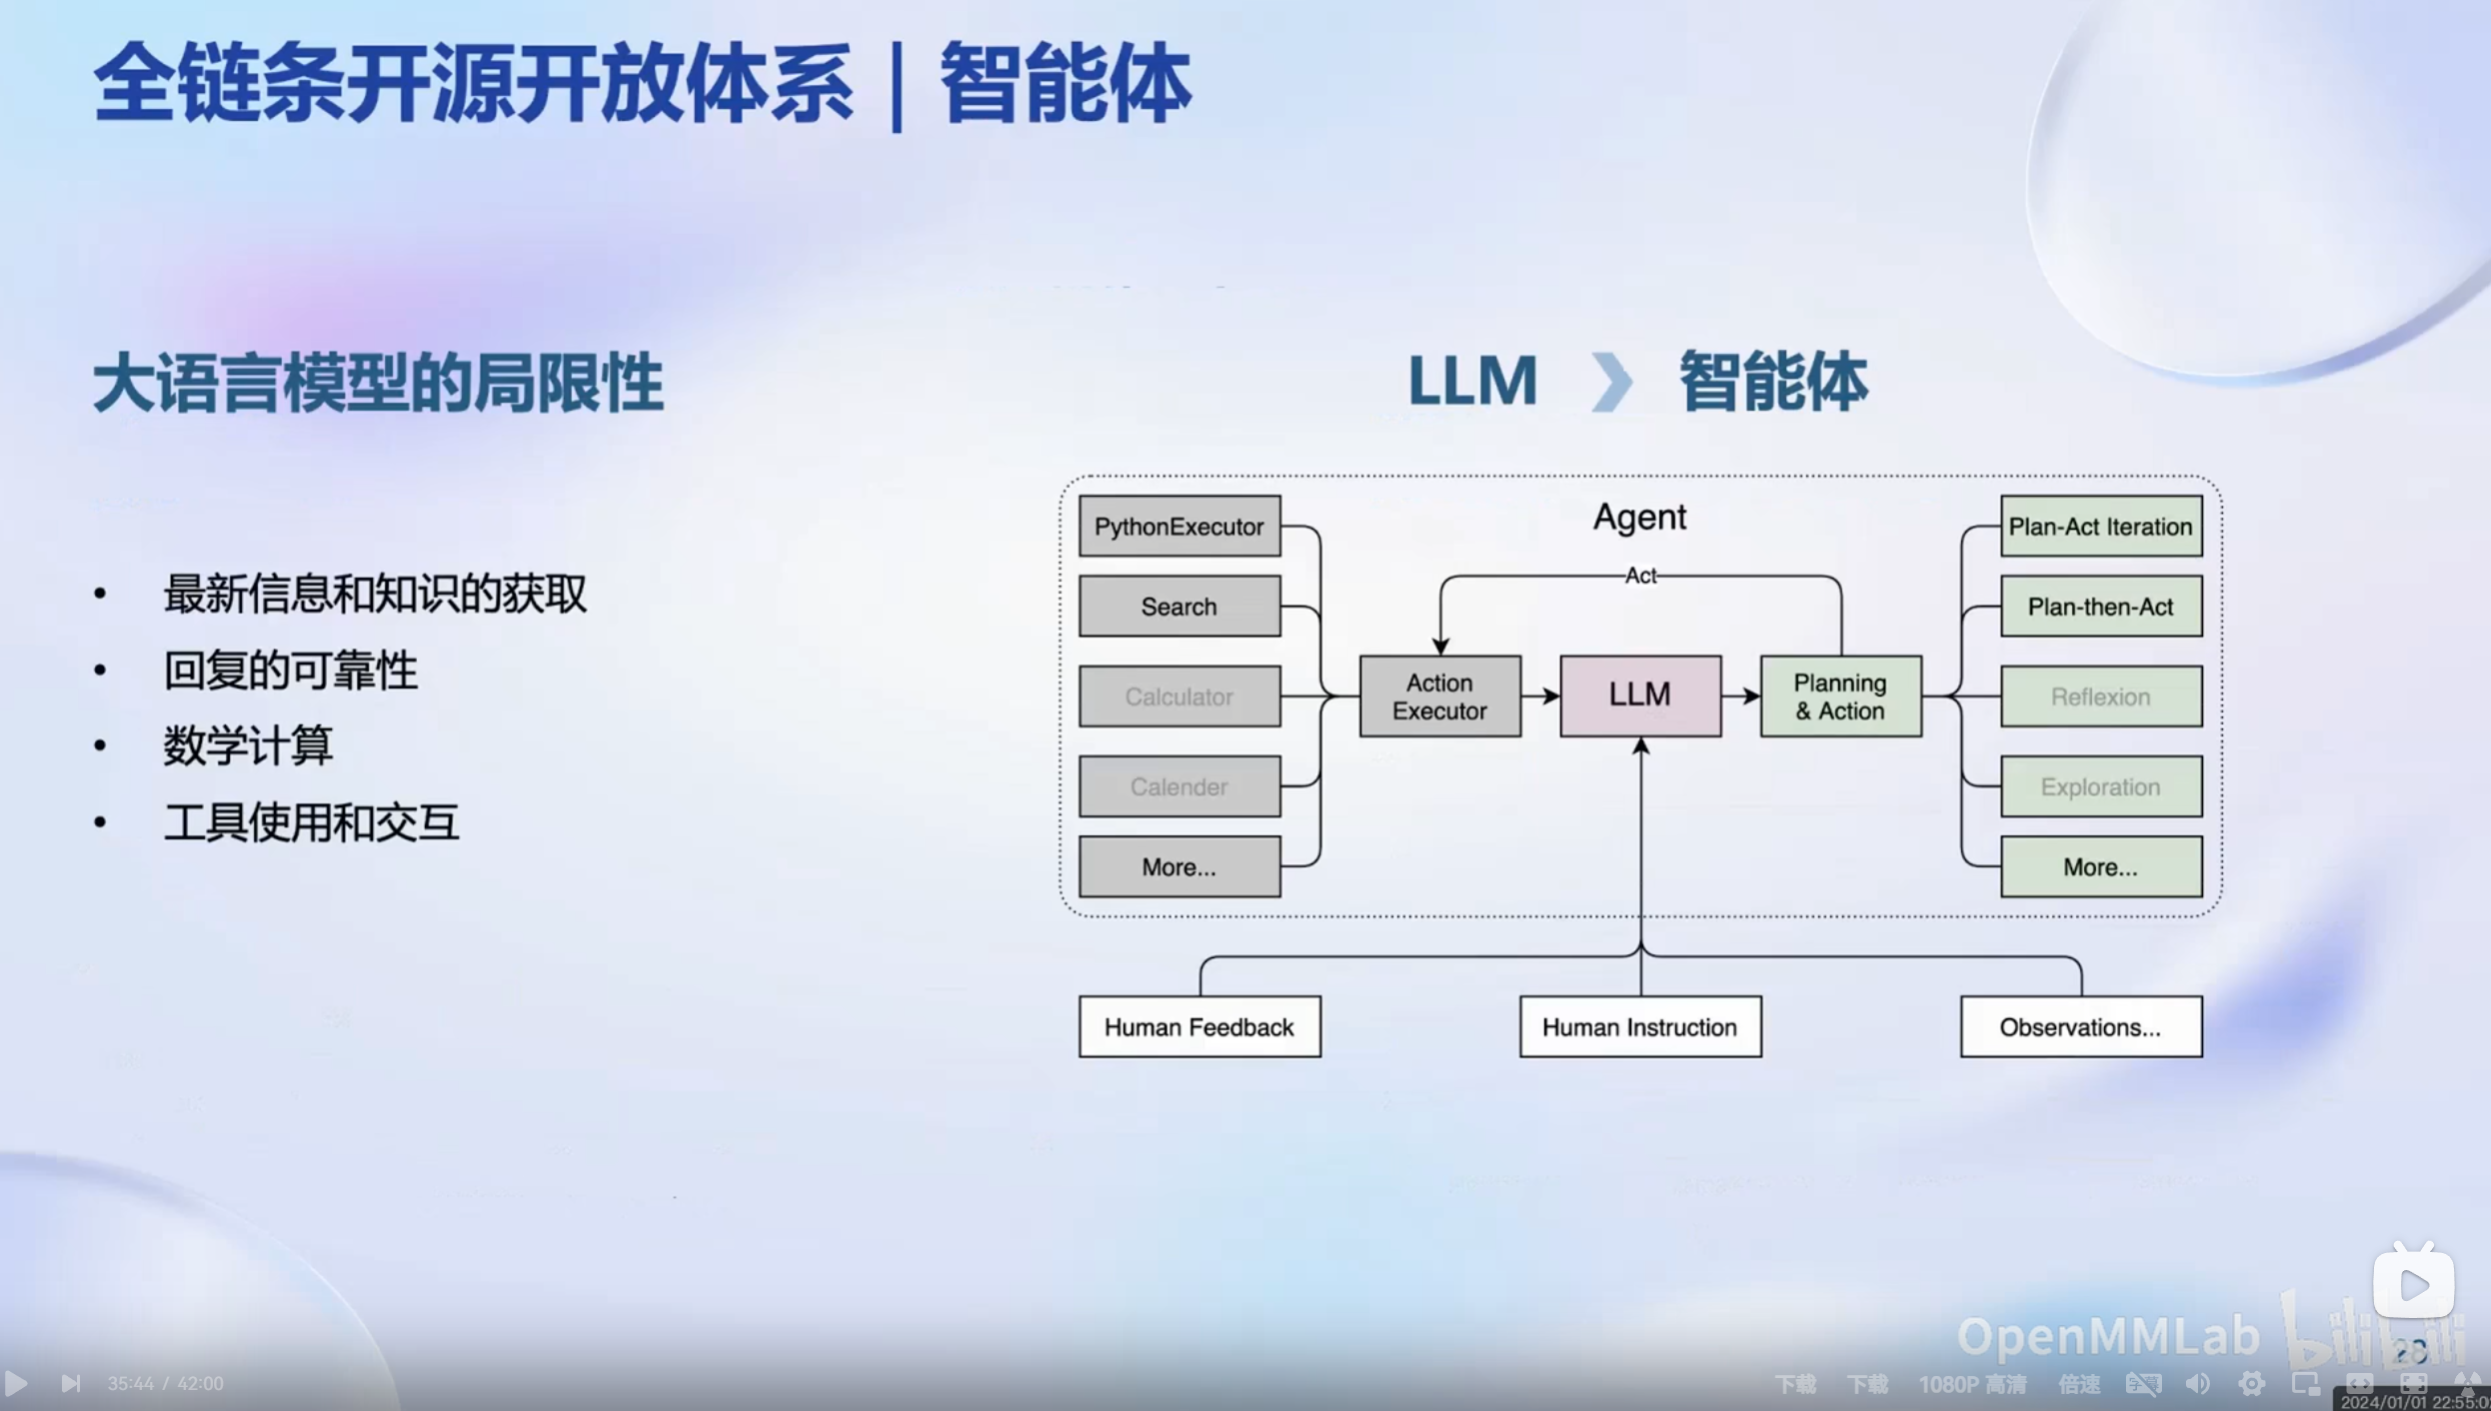 全链条开源开放体系 | 智能体
大语言模型的局限性
• 最新信息和知识的获取
• 回复的可靠性
• 数学计算
• 工具使用和交互
LLM 智能体
Agent
Act
PythonExecutor
Search
Calculator
Calender
More...
Action
Executor
LLM
Planning
& Action
Plan-Act Iteration
Plan-then-Act
Reflexion
Exploration
More...
Human Feedback
Human Instruction
Observations...
OpenMMLab
bilibili
28
35:44 / 42:00
下载
下载
1080P 高清
倍速
字幕
2024/01/01 22:55:0